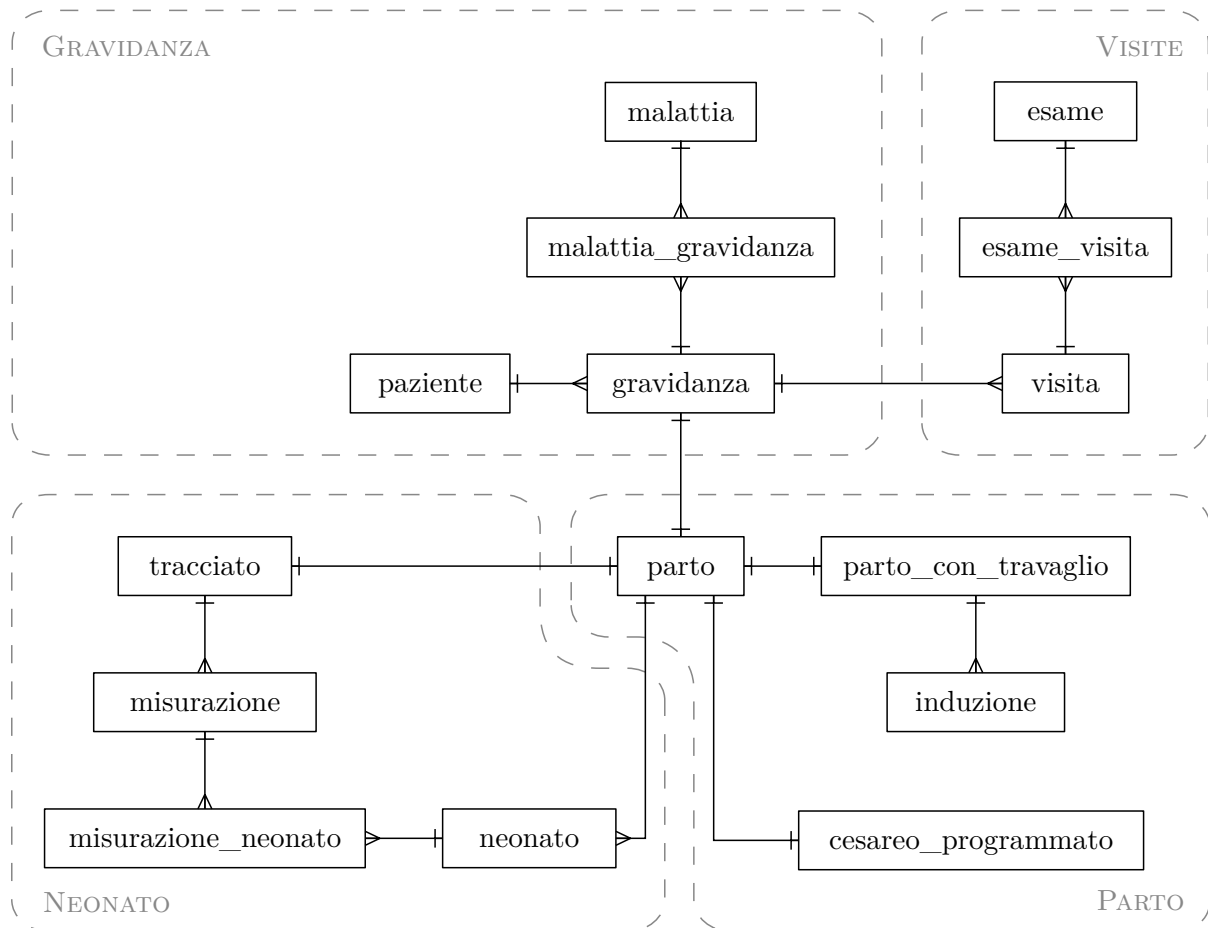 GRAVIDANZA
VISITE
malattia
esame
malattia_gravidanza
esame_visita
paziente
gravidanza
visita
tracciato
parto
parto_con_travaglio
misurazione
induzione
misurazione_neonato
neonato
cesareo_programmato
NEONATO
PARTO